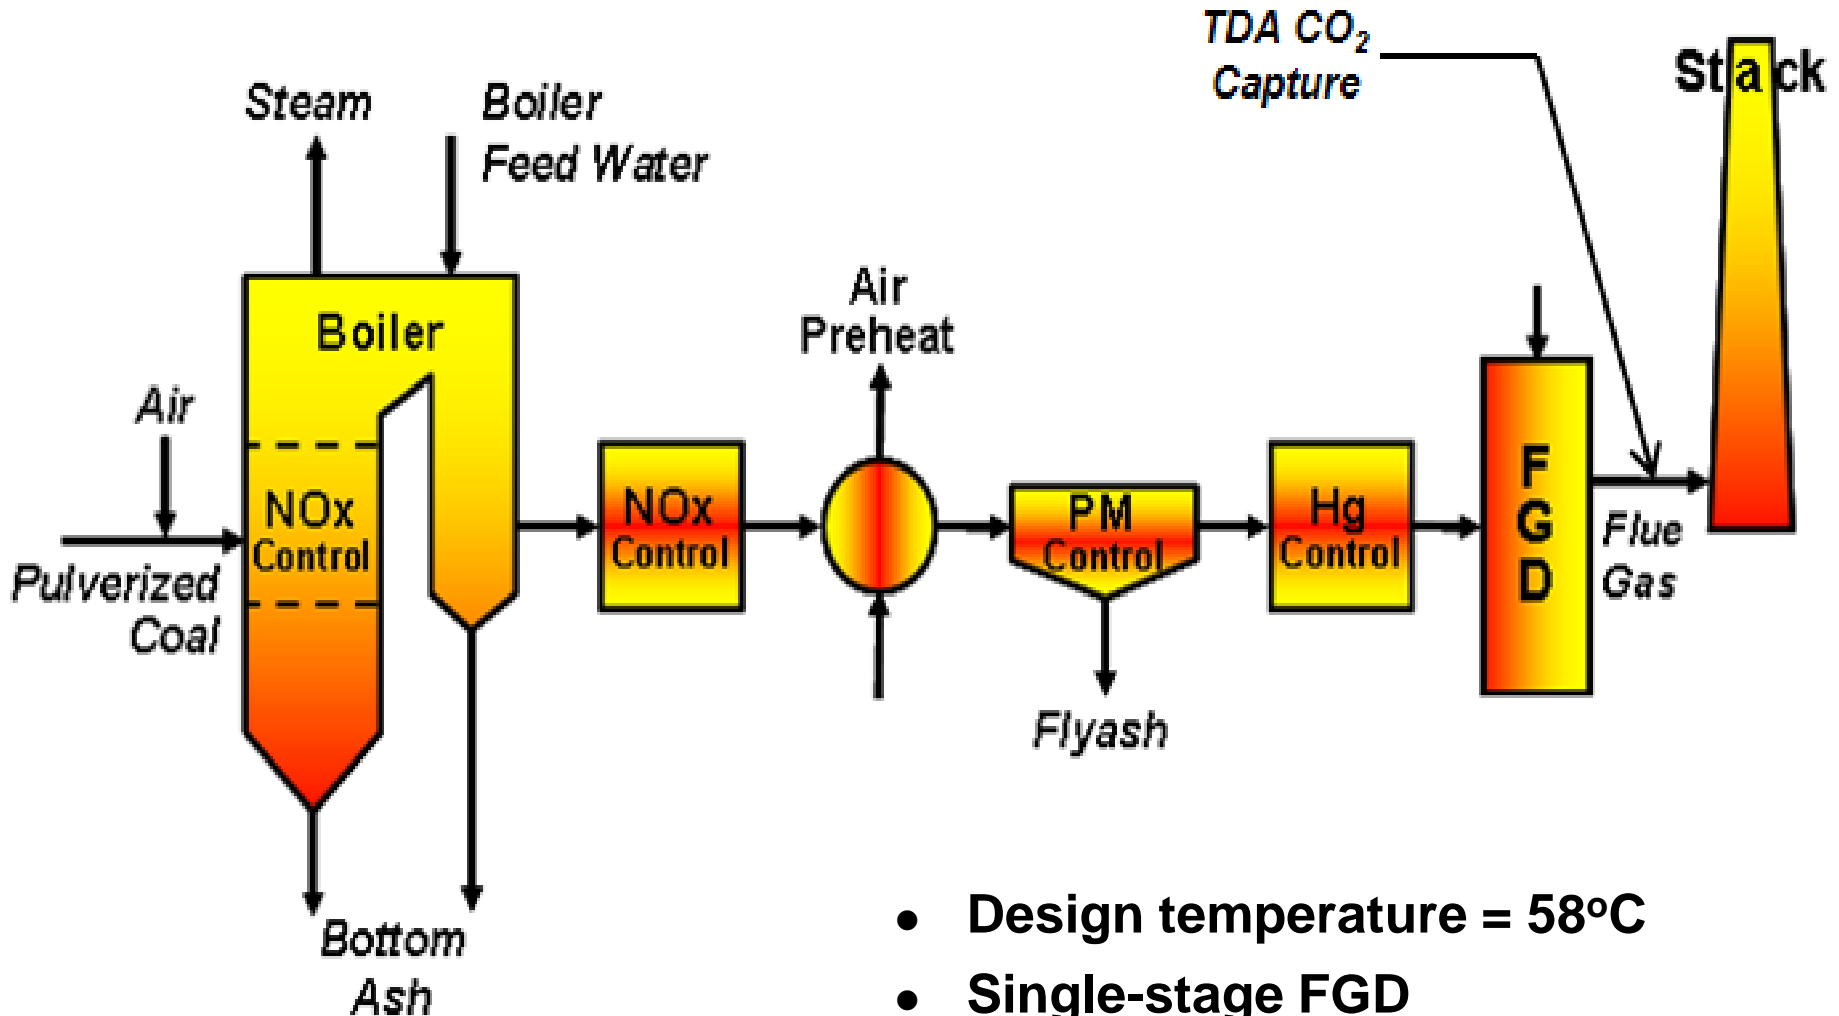 TDA CO₂
Capture
Stack
Steam
Boiler
Feed Water
Boiler
Air
Preheat
Air
NOx
Control
Pulverized
Coal
NOx
Control
PM
Control
Hg
Control
F
G
D
Flue
Gas
Flyash
Bottom
Ash
● Design temperature = 58°C
● Single-stage FGD